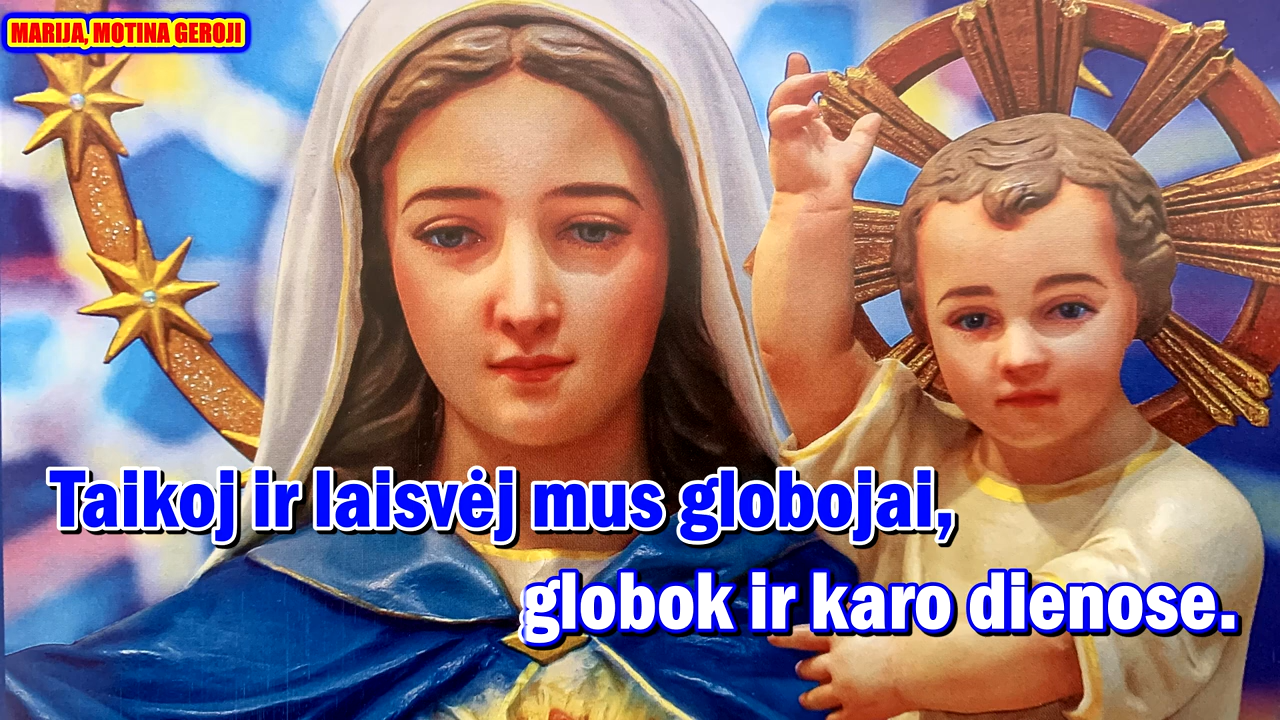 MARIJA, MOTINA GEROJI
Taikoj ir laisvėj mus globojai,
globok ir karo dienose.